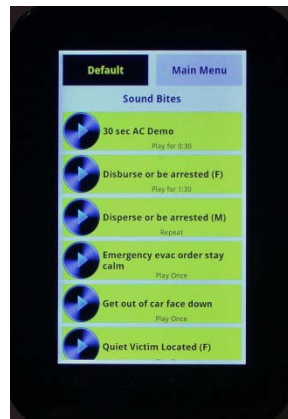 Default
Main Menu
Sound Bites
30 sec AC Demo
Play for 0:30
Disburse or be arrested (F)
Play for 1:30
Disperse or be arrested (M)
Repeat
Emergency evac order stay
calm
Play Once
Get out of car face down
Play Once
Quiet Victim Located (F)